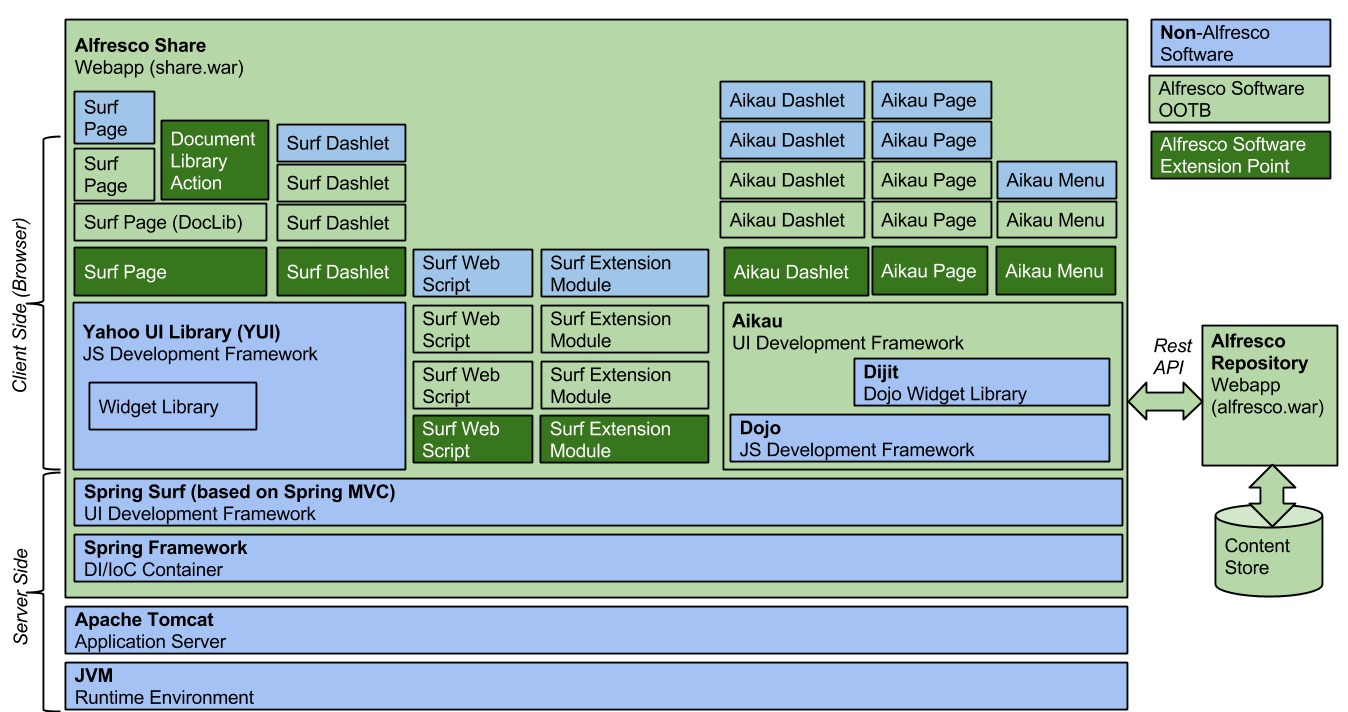 Alfresco Share
Webapp (share.war)
Surf
Page
Surf
Page
Document
Library
Action
Surf Page (DocLib)
Surf Page
Surf Dashlet
Surf Dashlet
Surf Dashlet
Surf Dashlet
Surf Web
Script
Surf Web
Script
Surf Web
Script
Surf Web
Script
Surf Extension
Module
Surf Extension
Module
Surf Extension
Module
Surf Extension
Module
Aikau Dashlet
Aikau Dashlet
Aikau Dashlet
Aikau Dashlet
Aikau Dashlet
Aikau Page
Aikau Page
Aikau Page
Aikau Page
Aikau Page
Aikau Menu
Aikau Menu
Aikau Menu
Yahoo UI Library (YUI)
JS Development Framework
Widget Library
Aikau
UI Development Framework
Dijit
Dojo Widget Library
Dojo
JS Development Framework
Spring Surf (based on Spring MVC)
UI Development Framework
Spring Framework
DI/IoC Container
Apache Tomcat
Application Server
JVM
Runtime Environment
Client Side (Browser)
Server Side
Non-Alfresco
Software
Alfresco Software
OOTB
Alfresco Software
Extension Point
Rest
API
Alfresco
Repository
Webapp
(alfresco.war)
Content
Store